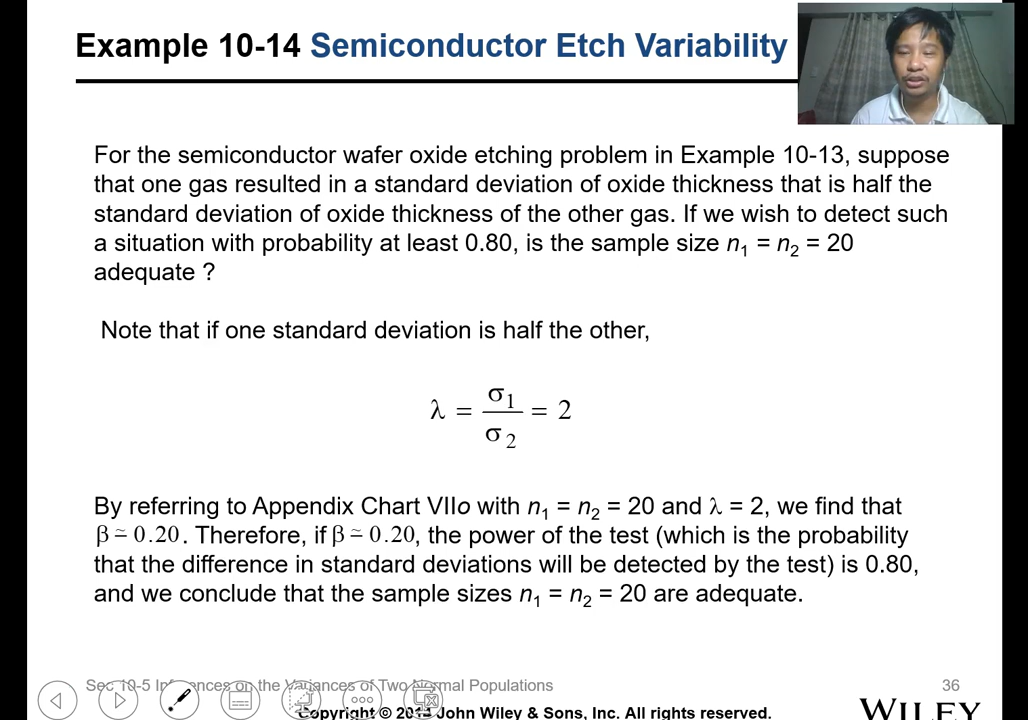 Example 10-14 Semiconductor Etch Variability
For the semiconductor wafer oxide etching problem in Example 10-13, suppose
that one gas resulted in a standard deviation of oxide thickness that is half the
standard deviation of oxide thickness of the other gas. If we wish to detect such
a situation with probability at least 0.80, is the sample size n₁ = n₂ = 20
adequate ?
Note that if one standard deviation is half the other,
λ = σ₁ / σ₂ = 2
By referring to Appendix Chart VIIo with n₁ = n₂ = 20 and λ = 2, we find that
β ≃ 0.20. Therefore, if β ≃ 0.20, the power of the test (which is the probability
that the difference in standard deviations will be detected by the test) is 0.80,
and we conclude that the sample sizes n₁ = n₂ = 20 are adequate.
Sec 10-5 Inferences on the Variances of Two Normal Populations
36
Copyright © 2014 John Wiley & Sons, Inc. All rights reserved.
WILEY